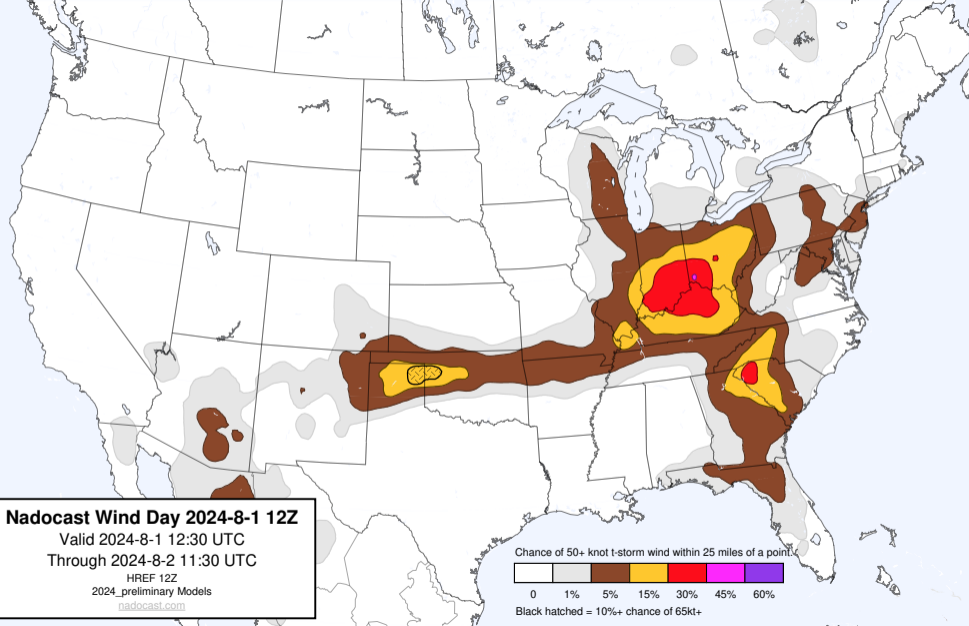 Nadocast Wind Day 2024-8-1 12Z
Valid 2024-8-1 12:30 UTC
Through 2024-8-2 11:30 UTC
HREF 12Z
2024_preliminary Models
nadocast.com
Chance of 50+ knot t-storm wind within 25 miles of a point.
0 1% 5% 15% 30% 45% 60%
Black hatched = 10%+ chance of 65kt+